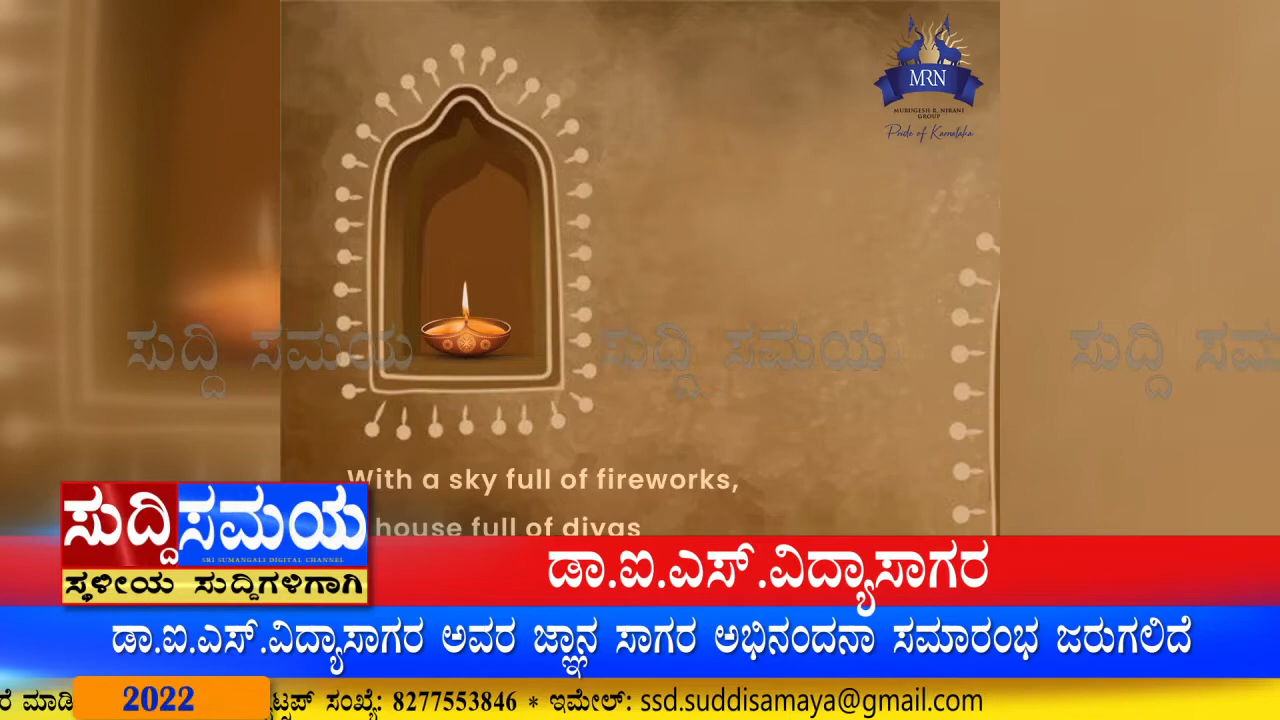 MRN
MURUGESH R. NIRANI
GROUP
Pride of Karnataka
ಸುದ್ದಿ ಸಮಯ ಸುದ್ದಿ ಸಮಯ ಸುದ್ದಿ ಸಮ
With a sky full of fireworks,
house full of divas
ಸುದ್ದಿ ಸಮಯ
SRI SUMANGALI DIGITAL CHANNEL
ಸ್ಥಳೀಯ ಸುದ್ದಿಗಳಿಗಾಗಿ
ಡಾ.ಐ.ಎಸ್.ವಿದ್ಯಾಸಾಗರ
ಡಾ.ಐ.ಎಸ್.ವಿದ್ಯಾಸಾಗರ ಅವರ ಜ್ಞಾನ ಸಾಗರ ಅಭಿನಂದನಾ ಸಮಾರಂಭ ಜರುಗಲಿದೆ
ರೆ ಮಾಡಿ 2022 ಟ್ಸಪ್ ಸಂಖ್ಯೆ: 8277553846 * ಇಮೇಲ್: ssd.suddisamaya@gmail.com